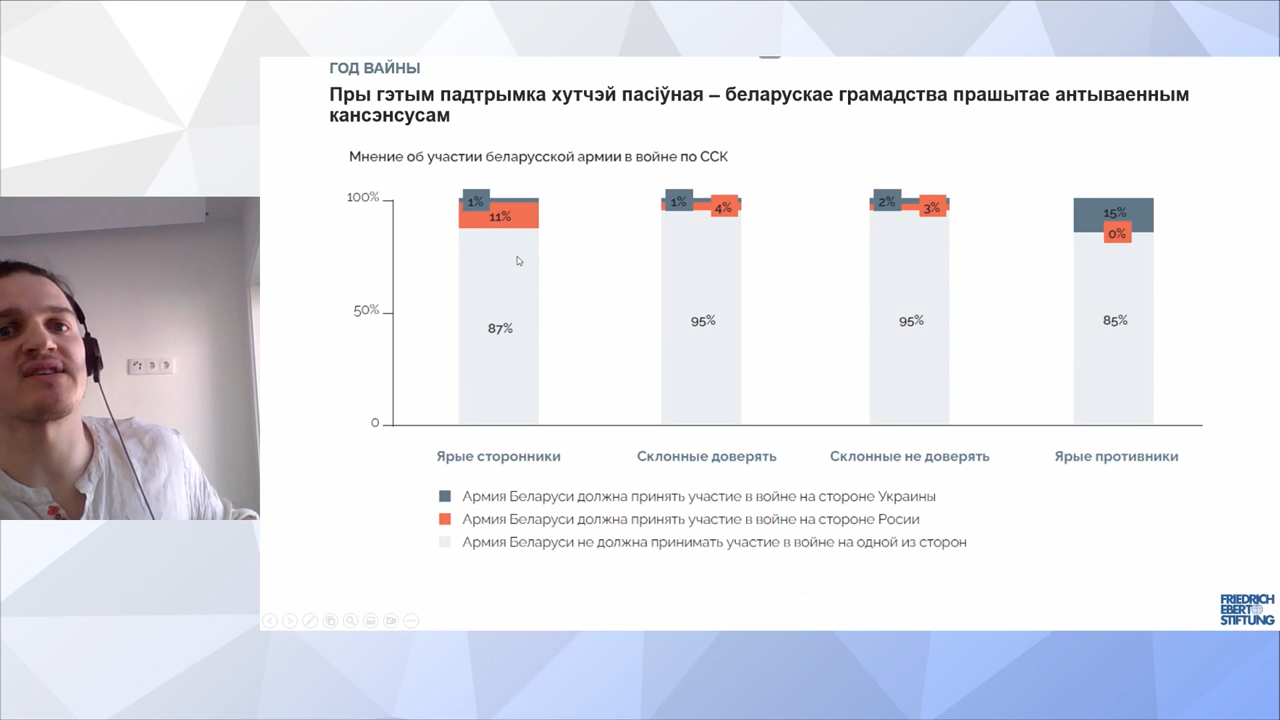 ГОД ВАЙНЫ
Пры гэтым падтрымка хутчэй пасіўная – беларускае грамадства прашытае антываенным
кансэнсусам
Мнение об участии беларусской армии в войне по ССК
100%
50%
0
1%
11%
87%
1%
4%
95%
2%
3%
95%
15%
0%
85%
Ярые сторонники
Склонные доверять
Склонные не доверять
Ярые противники
Армия Беларуси должна принять участие в войне на стороне Украины
Армия Беларуси должна принять участие в войне на стороне Росии
Армия Беларуси не должна принимать участие в войне на одной из сторон
FRIEDRICH
EBERT
STIFTUNG